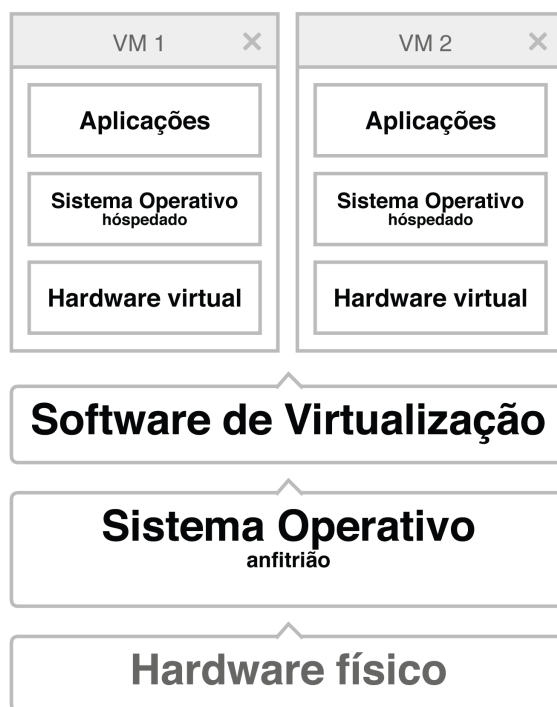 VM 1
Aplicações
Sistema Operativo
hóspedado
Hardware virtual
VM 2
Aplicações
Sistema Operativo
hóspedado
Hardware virtual
Software de Virtualização
Sistema Operativo
anfitrião
Hardware físico